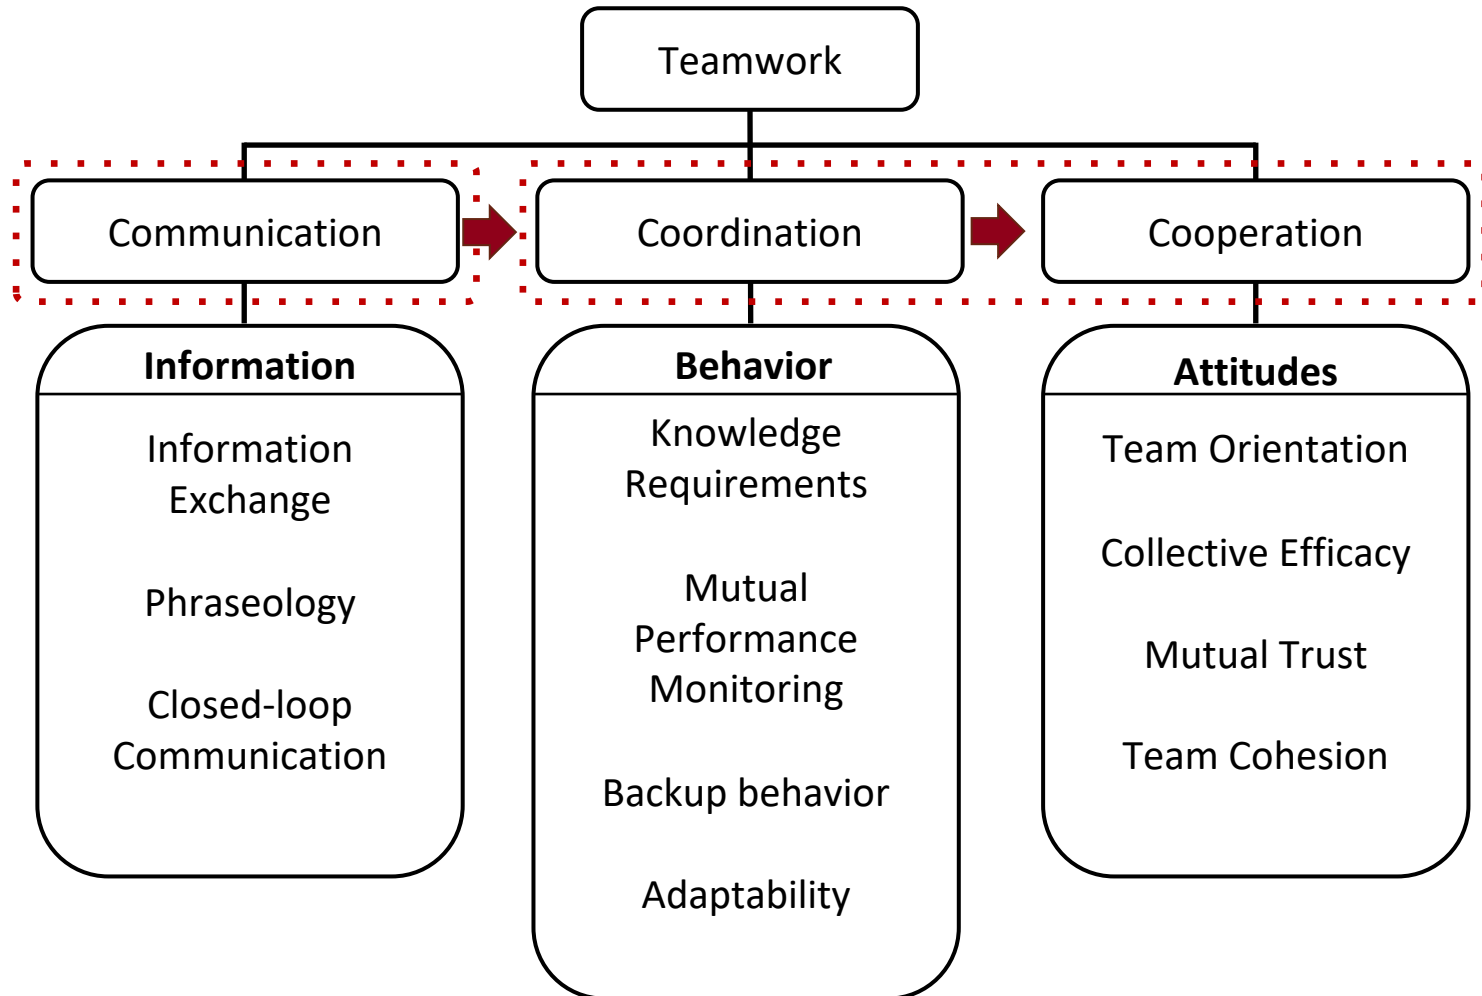 Teamwork
Communication
Coordination
Cooperation
Information
Information
Exchange
Phraseology
Closed-loop
Communication
Behavior
Knowledge
Requirements
Mutual
Performance
Monitoring
Backup behavior
Adaptability
Attitudes
Team Orientation
Collective Efficacy
Mutual Trust
Team Cohesion